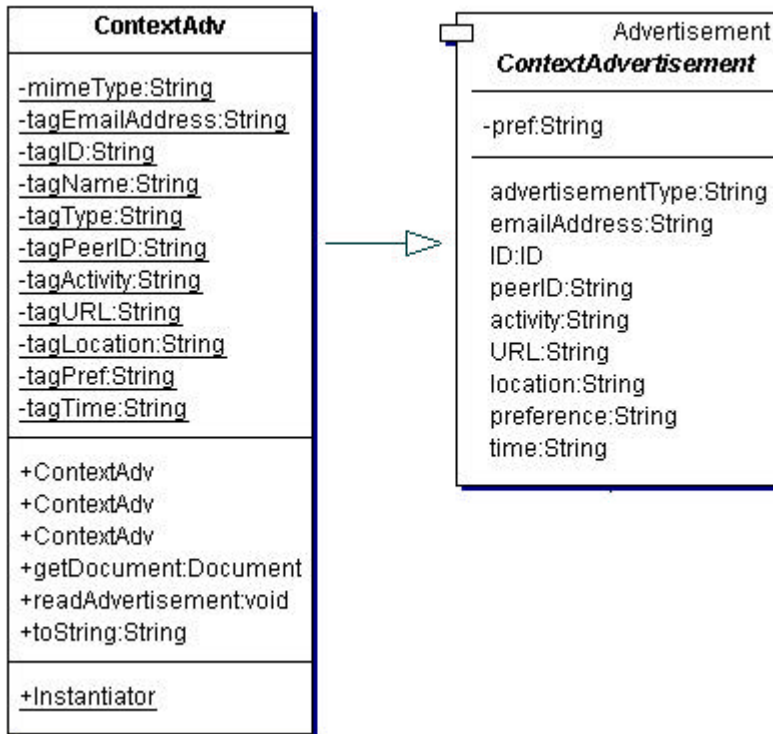 ContextAdv
-mimeType:String
-tagEmailAddress:String
-tagID:String
-tagName:String
-tagType:String
-tagPeerID:String
-tagActivity:String
-tagURL:String
-tagLocation:String
-tagPref:String
-tagTime:String
+ContextAdv
+ContextAdv
+ContextAdv
+getDocument:Document
+readAdvertisement:void
+toString:String
+Instantiator
Advertisement
ContextAdvertisement
-pref:String
advertisementType:String
emailAddress:String
ID:ID
peerID:String
activity:String
URL:String
location:String
preference:String
time:String